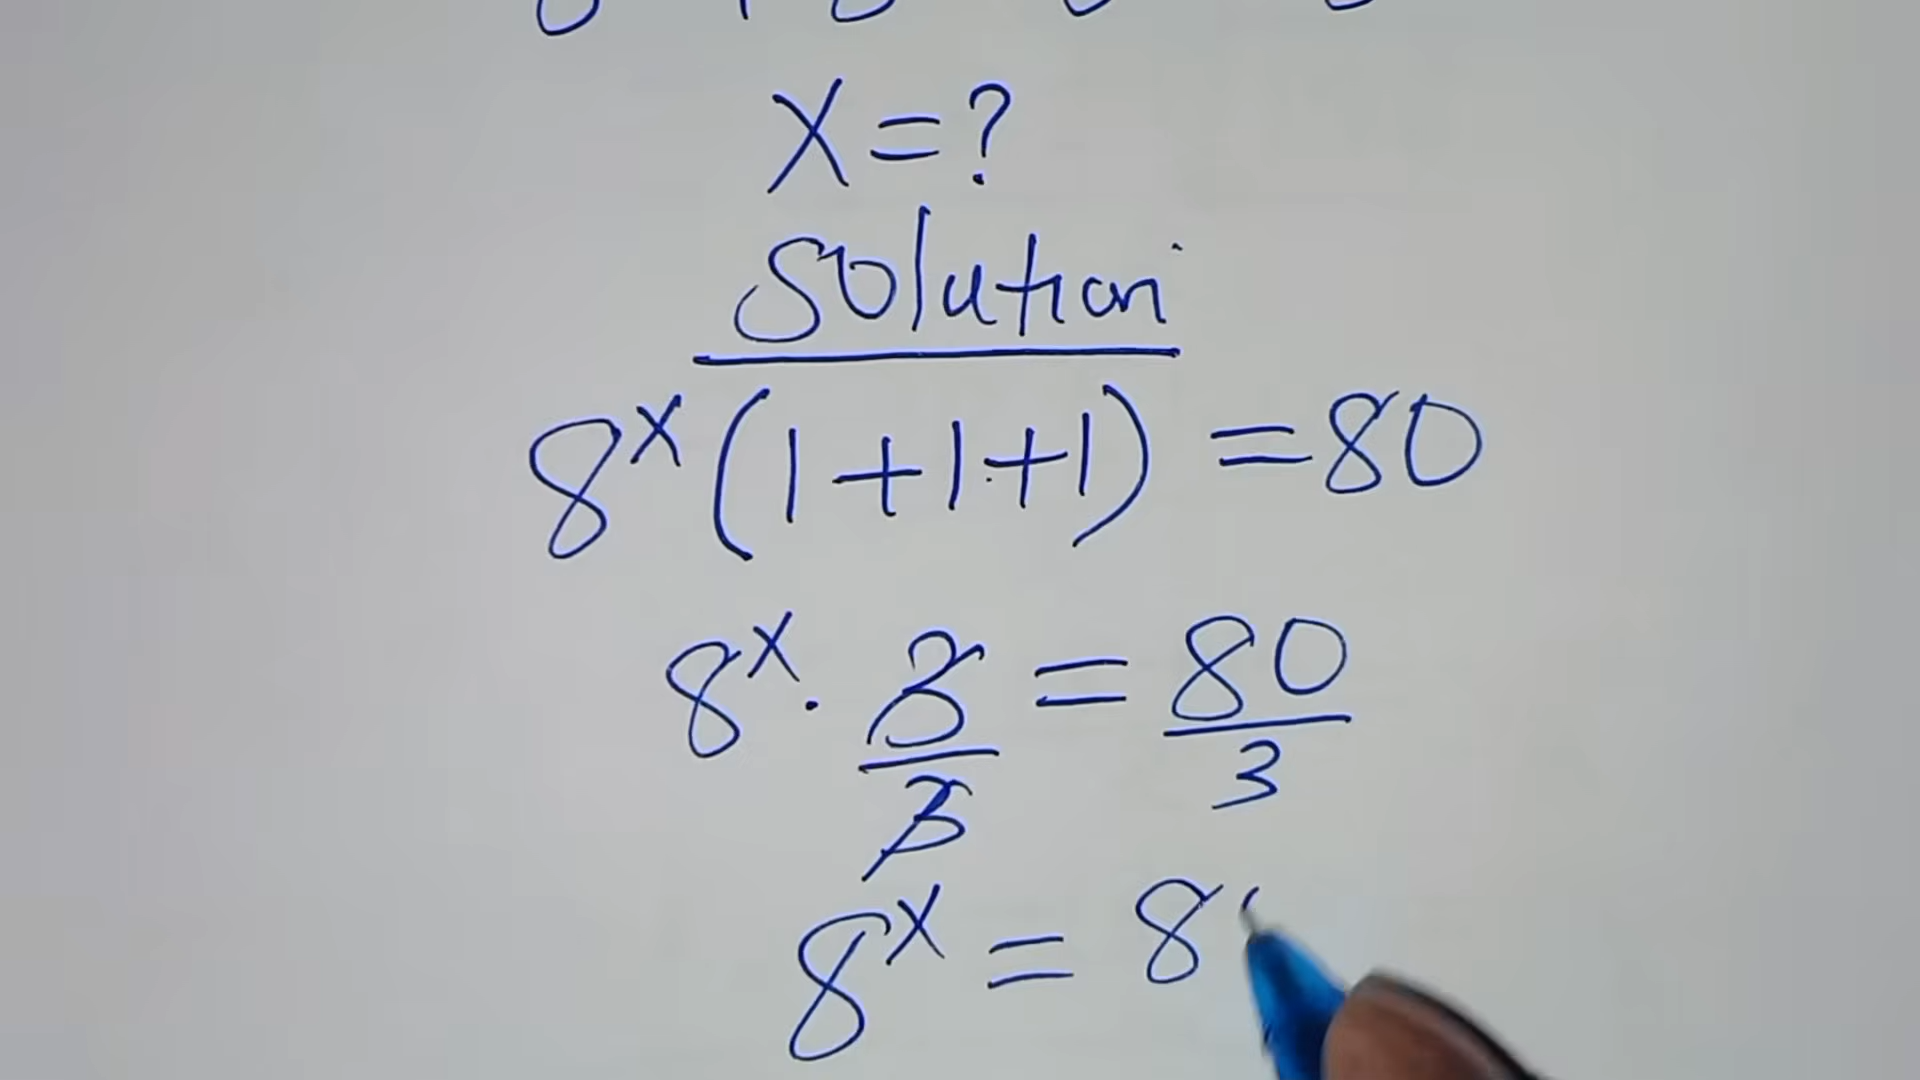 x=?
Solution
8^x(1+1+1)=80
8^x · 3/3 = 80/3
8^x = 8